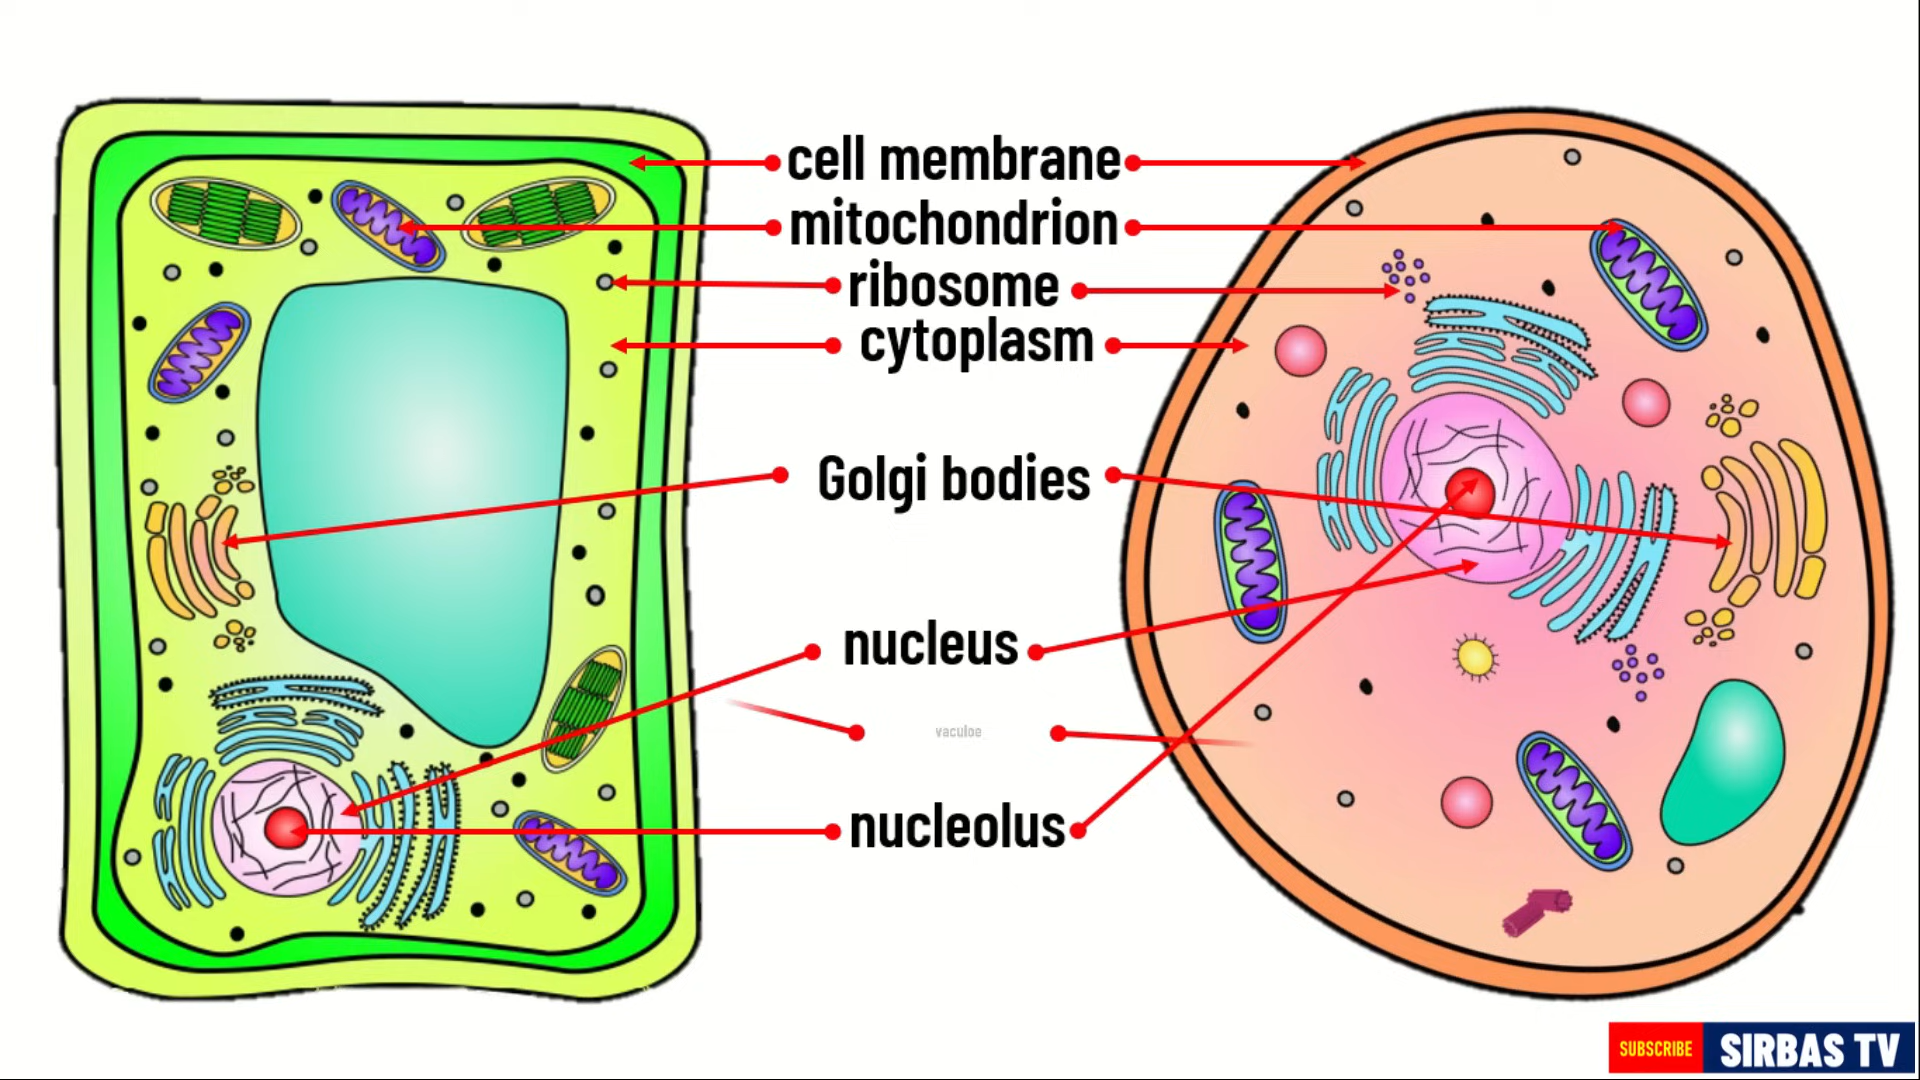 cell membrane
mitochondrion
ribosome
cytoplasm
Golgi bodies
nucleus
vaculoe
nucleolus
SUBSCRIBE SIRBAS TV